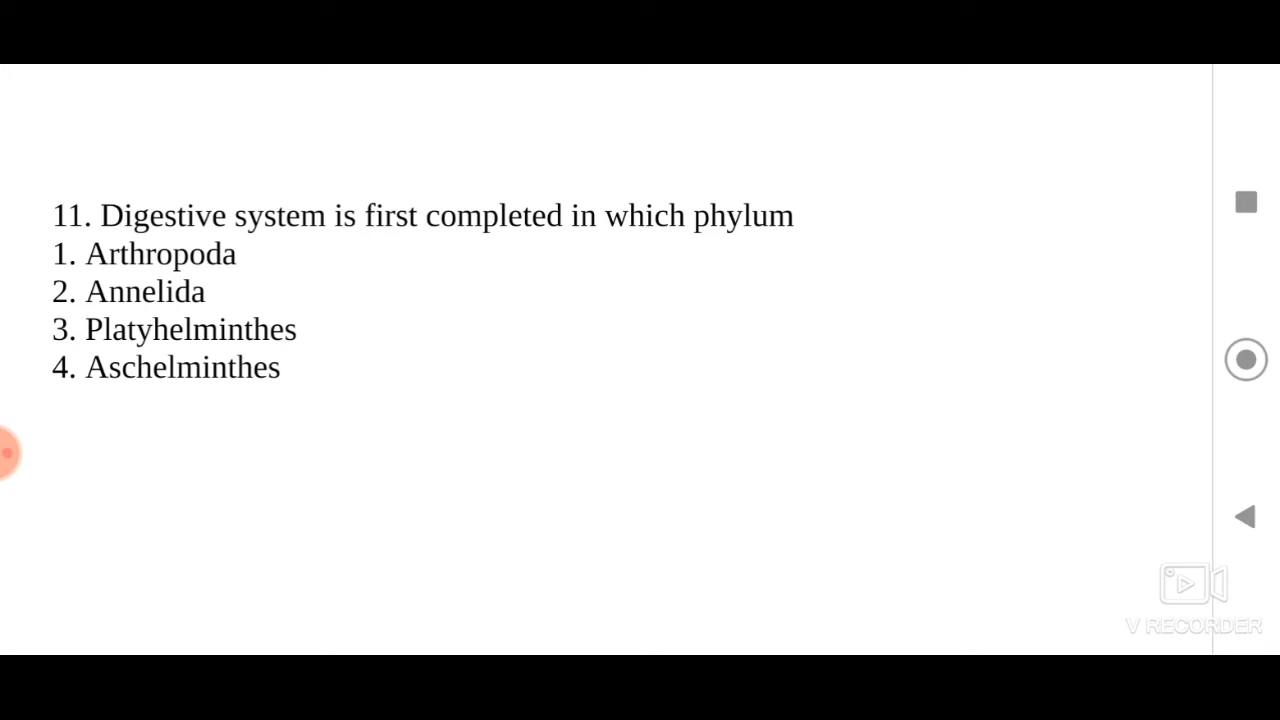 11. Digestive system is first completed in which phylum
1. Arthropoda
2. Annelida
3. Platyhelminthes
4. Aschelminthes
V RECORDER